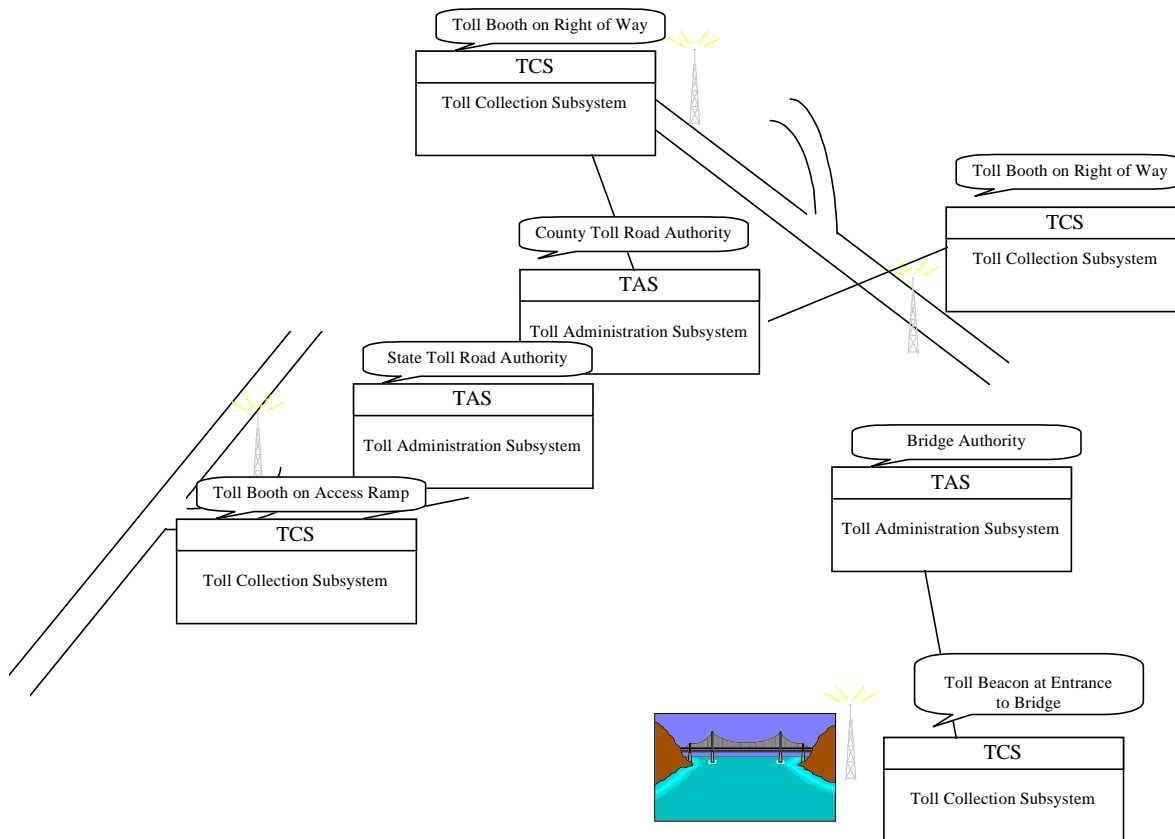 Toll Booth on Right of Way
TCS
Toll Collection Subsystem
Toll Booth on Right of Way
TCS
Toll Collection Subsystem
County Toll Road Authority
TAS
Toll Administration Subsystem
State Toll Road Authority
TAS
Toll Administration Subsystem
Toll Booth on Access Ramp
TCS
Toll Collection Subsystem
Bridge Authority
TAS
Toll Administration Subsystem
Toll Beacon at Entrance
to Bridge
TCS
Toll Collection Subsystem